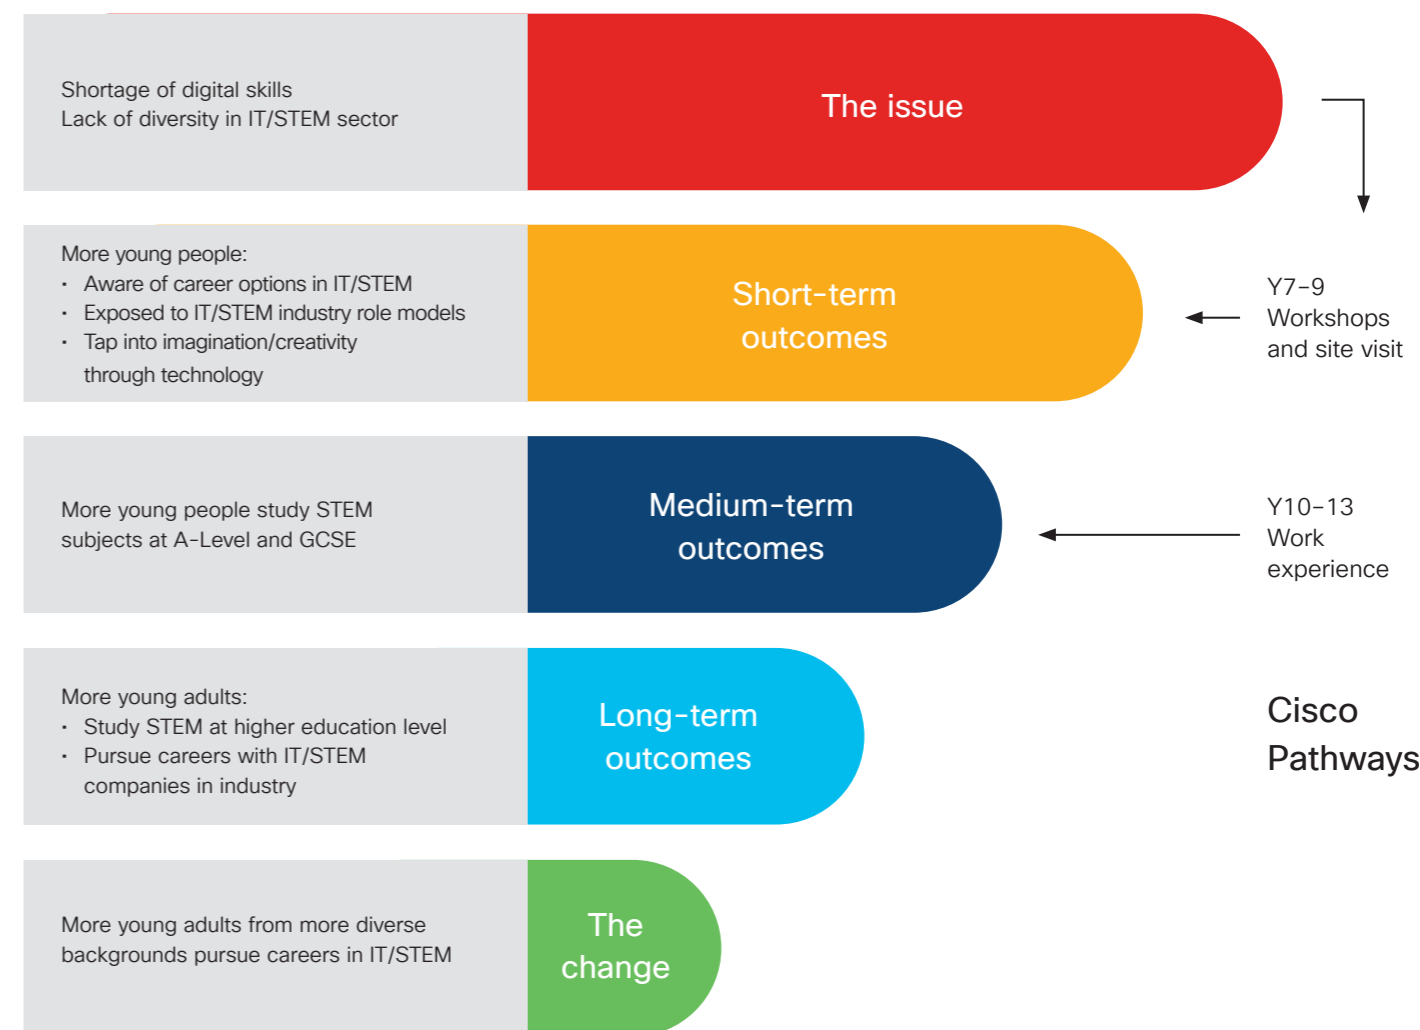 Shortage of digital skills
Lack of diversity in IT/STEM sector
The issue
More young people:
· Aware of career options in IT/STEM
· Exposed to IT/STEM industry role models
· Tap into imagination/creativity
through technology
Short-term
outcomes
Y7–9
Workshops
and site visit
More young people study STEM
subjects at A-Level and GCSE
Medium-term
outcomes
Y10–13
Work
experience
More young adults:
· Study STEM at higher education level
· Pursue careers with IT/STEM
companies in industry
Long-term
outcomes
Cisco
Pathways
More young adults from more diverse
backgrounds pursue careers in IT/STEM
The
change